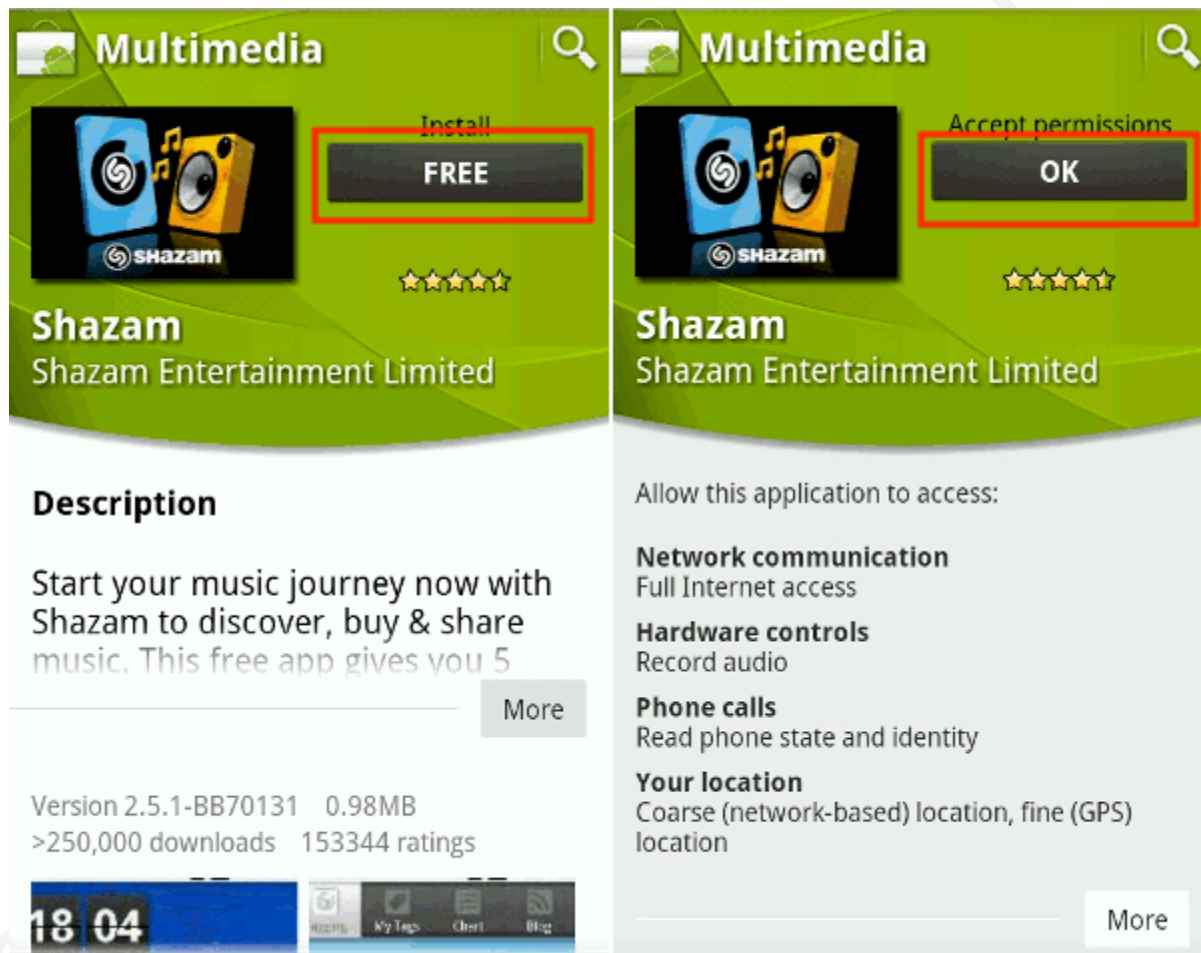 Multimedia
Install
FREE
SHAZAM
Shazam
Shazam Entertainment Limited
Description
Start your music journey now with
Shazam to discover, buy & share
music. This free app gives you 5
More
Version 2.5.1-BB70131 0.98MB
>250,000 downloads 153344 ratings
18 04
My Tags Chart Blog
Multimedia
Accept permissions
OK
SHAZAM
Shazam
Shazam Entertainment Limited
Allow this application to access:
Network communication
Full Internet access
Hardware controls
Record audio
Phone calls
Read phone state and identity
Your location
Coarse (network-based) location, fine (GPS)
location
More